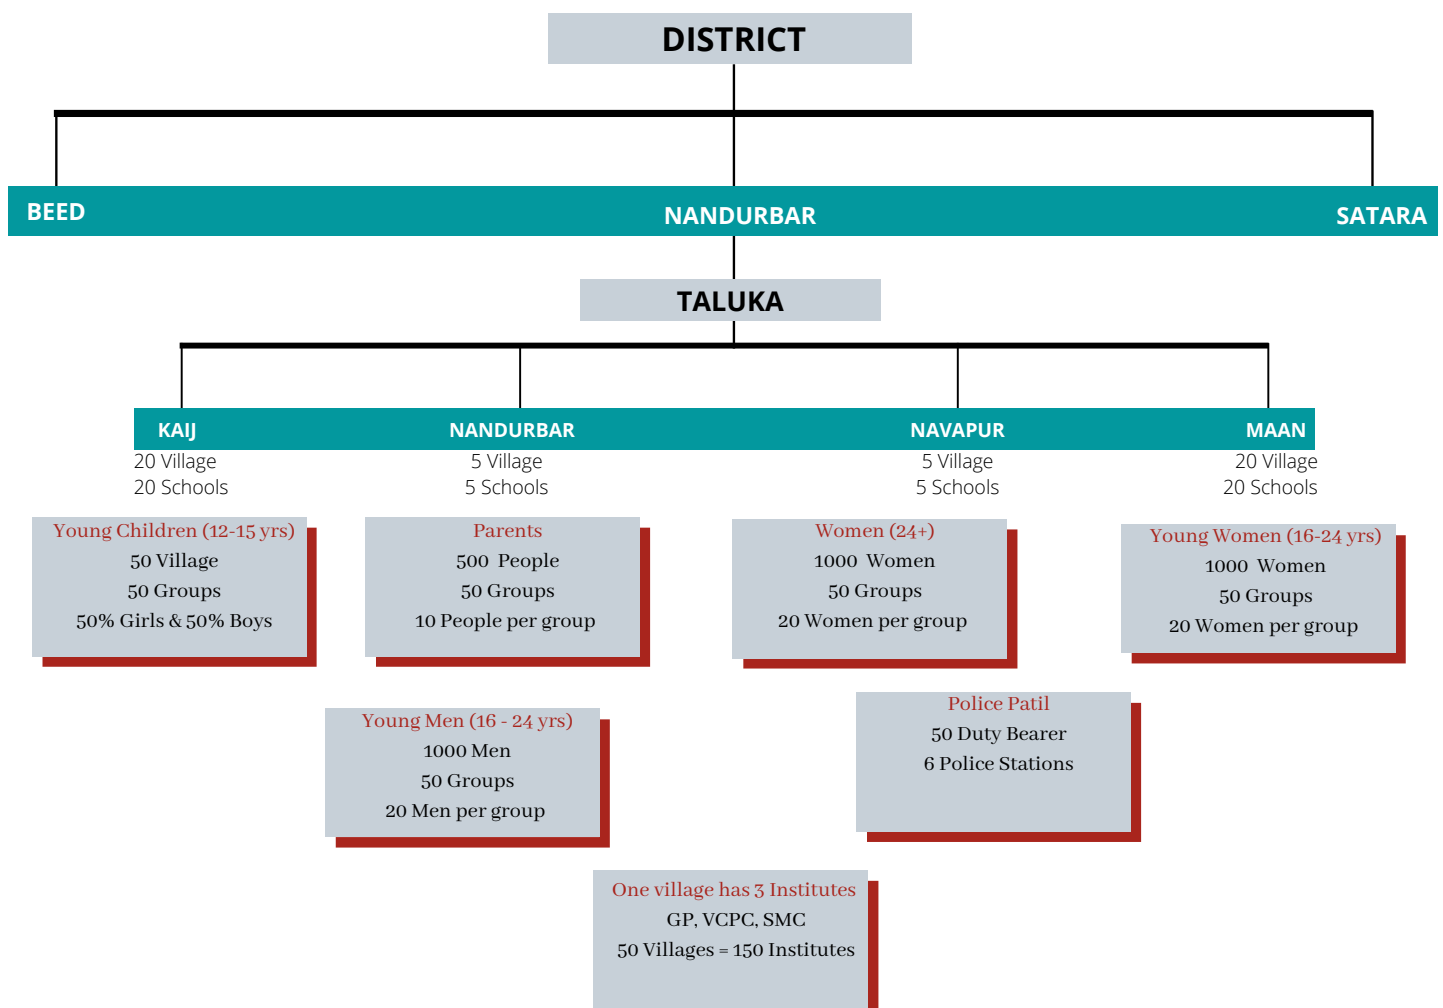 DISTRICT
BEED
NANDURBAR
SATARA
TALUKA
KAIJ
NANDURBAR
NAVAPUR
MAAN
20 Village
20 Schools
5 Village
5 Schools
5 Village
5 Schools
20 Village
20 Schools
Young Children (12-15 yrs)
50 Village
50 Groups
50% Girls & 50% Boys
Parents
500 People
50 Groups
10 People per group
Women (24+)
1000 Women
50 Groups
20 Women per group
Young Women (16-24 yrs)
1000 Women
50 Groups
20 Women per group
Young Men (16 - 24 yrs)
1000 Men
50 Groups
20 Men per group
Police Patil
50 Duty Bearer
6 Police Stations
One village has 3 Institutes
GP, VCPC, SMC
50 Villages = 150 Institutes